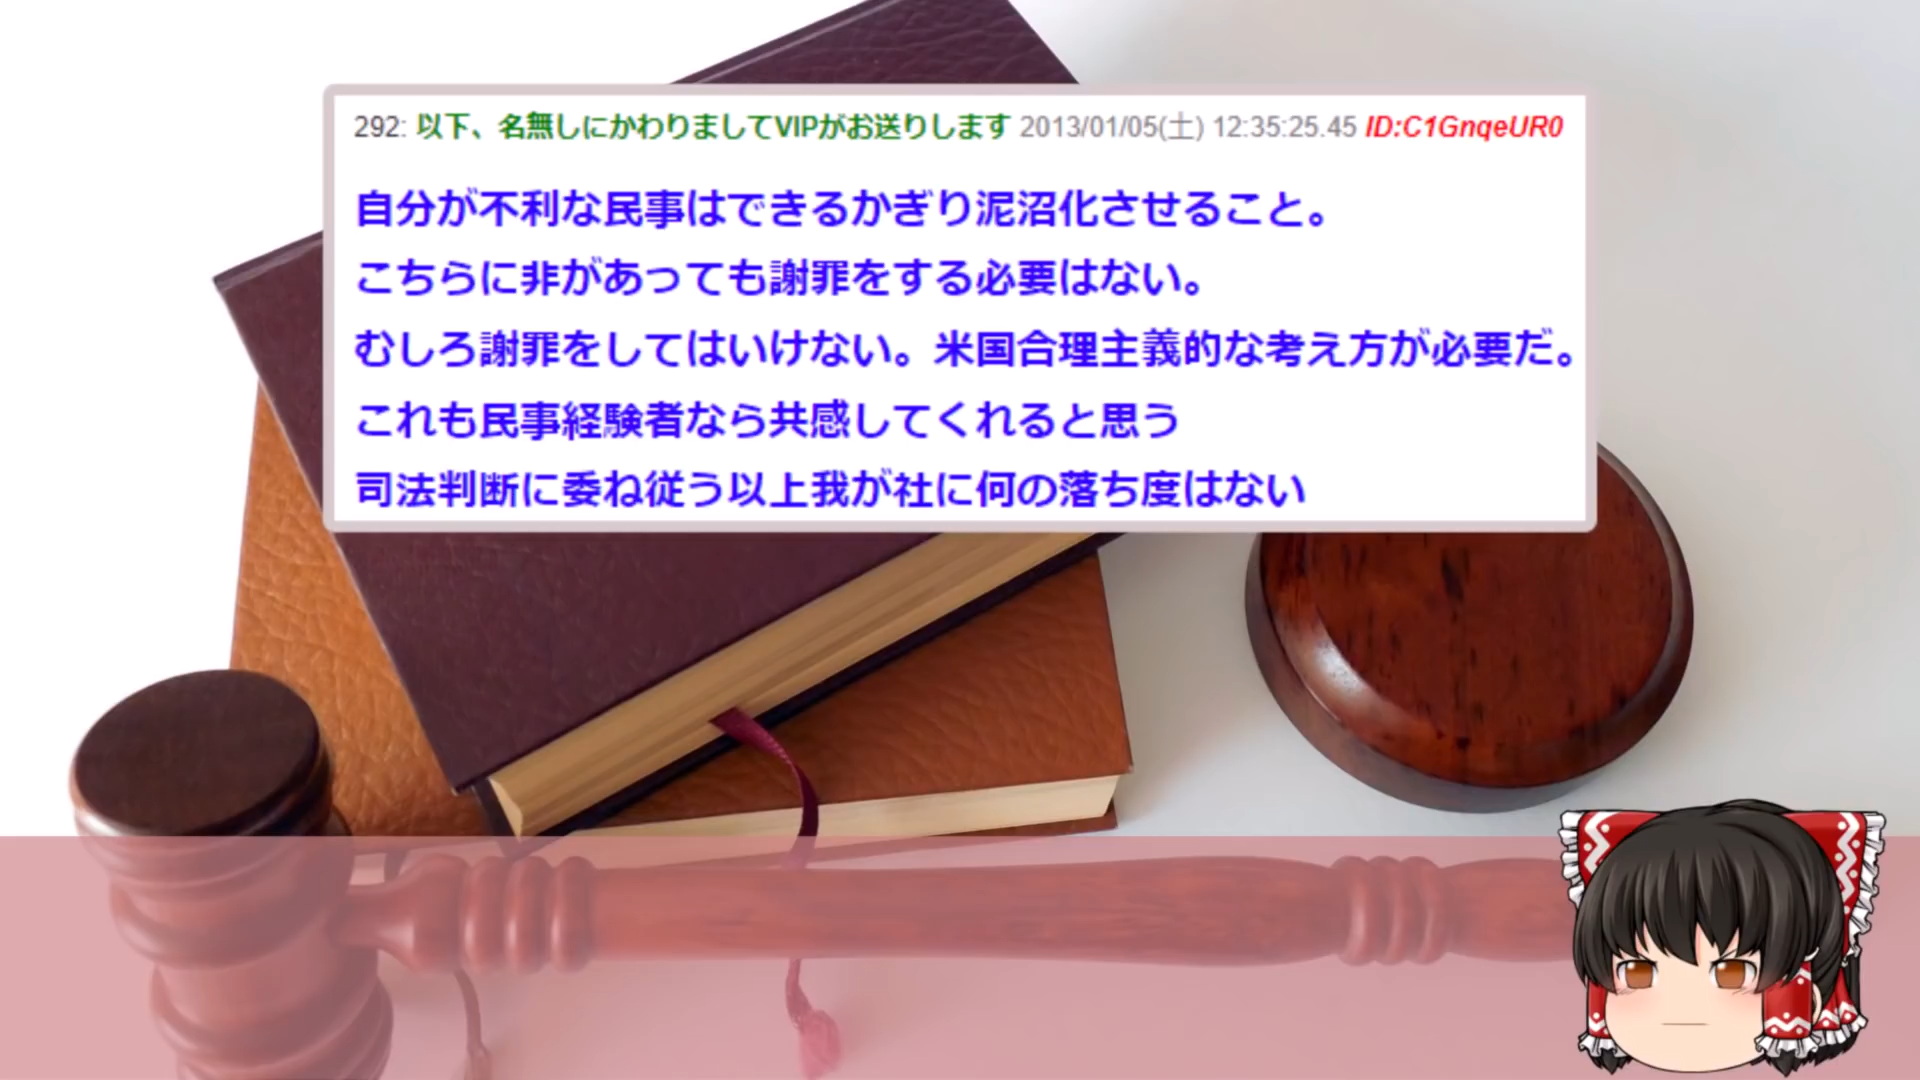 292: 以下、名無しにかわりましてVIPがお送りします 2013/01/05(土) 12:35:25.45 ID:C1GnqeUR0
自分が不利な民事はできるかぎり泥沼化させること。
こちらに非があっても謝罪をする必要はない。
むしろ謝罪をしてはいけない。米国合理主義的な考え方が必要だ。
これも民事経験者なら共感してくれると思う
司法判断に委ね従う以上我が社に何の落ち度はない